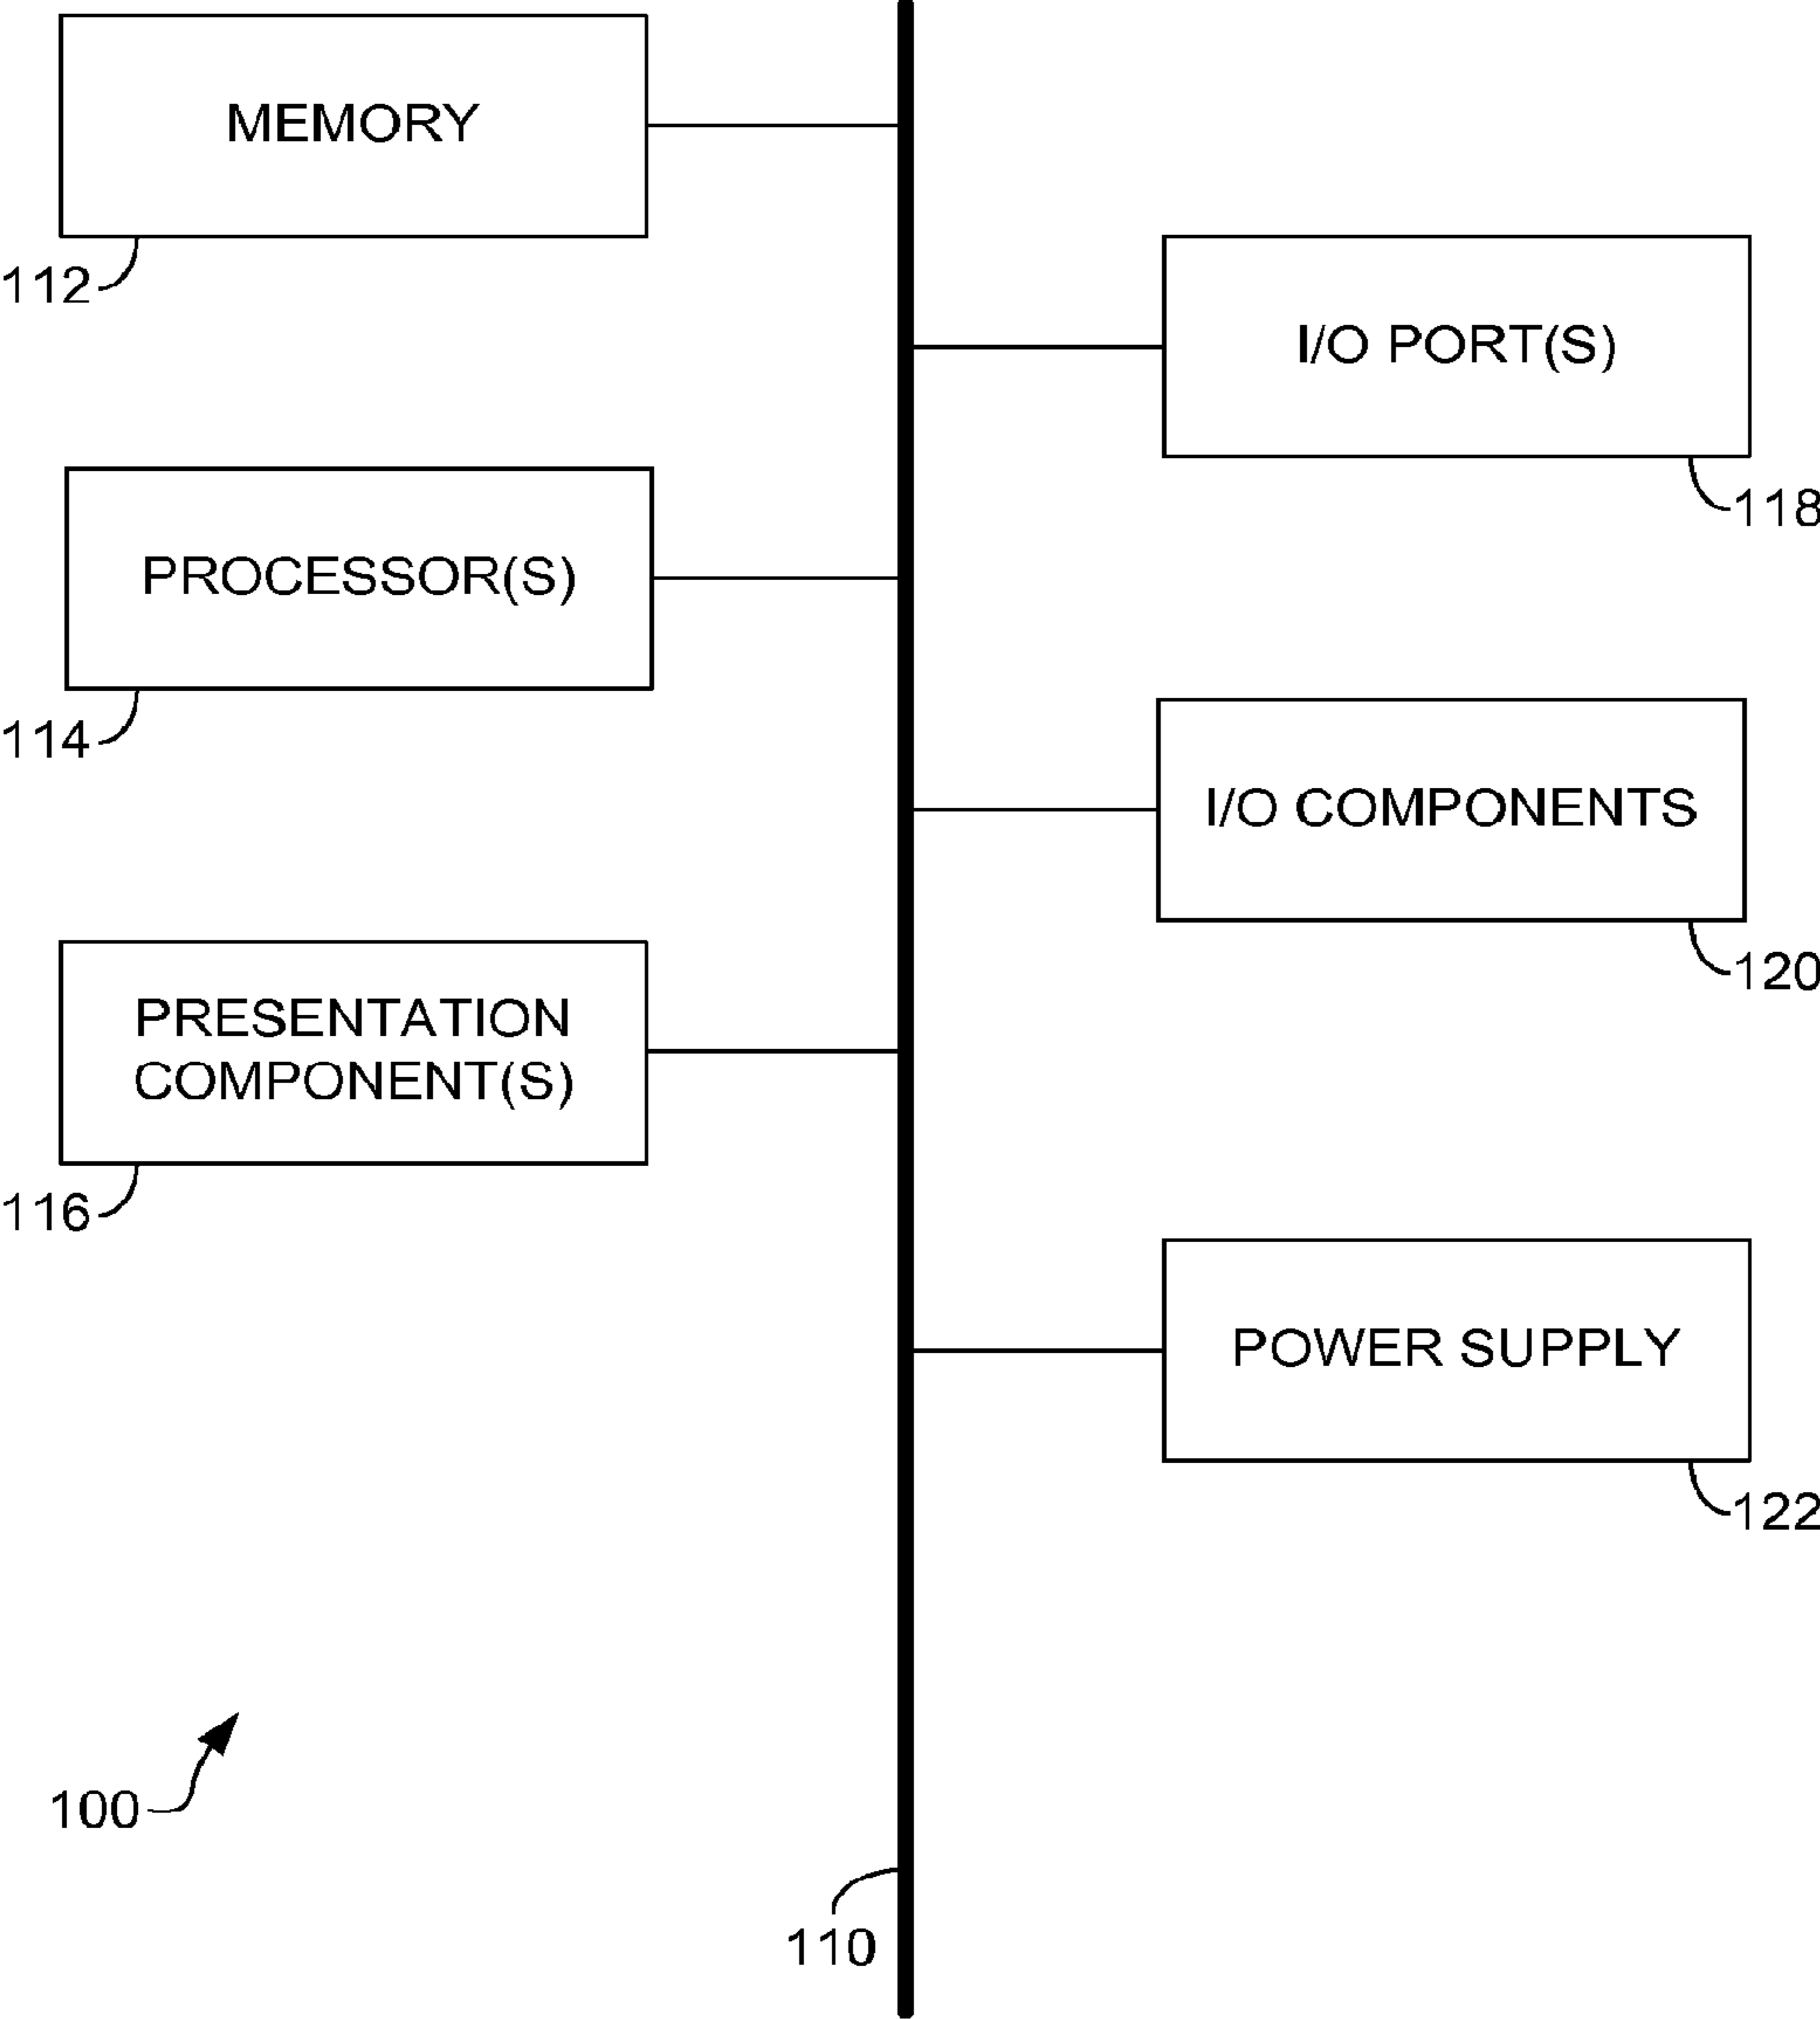 MEMORY
112
I/O PORT(S)
118
PROCESSOR(S)
114
I/O COMPONENTS
120
PRESENTATION
COMPONENT(S)
116
POWER SUPPLY
122
100
110